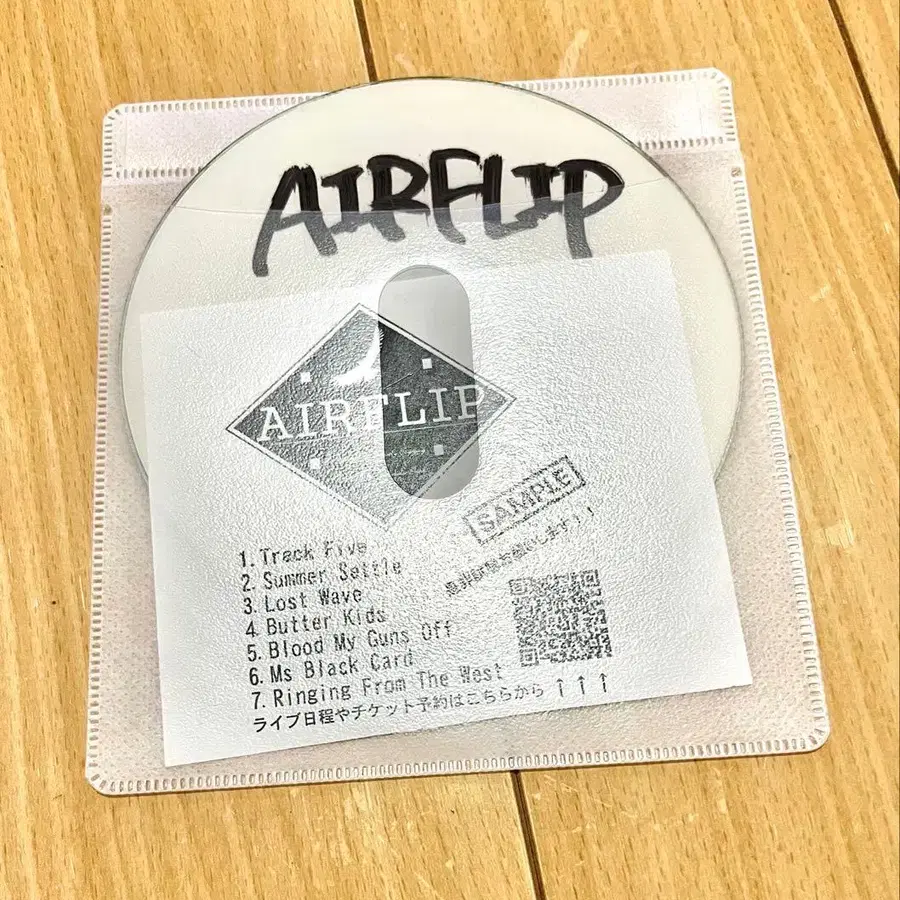 AIRFLIP
AIRFLIP
SAMPLE
1. Track Five
2. Summer Settle
3. Lost Wave
4. Butter Kids
5. Blood My Guns Off
6. Ms Black Card
7. Ringing From The West
ライブ日程やチケット予約はこちらから ↑↑↑